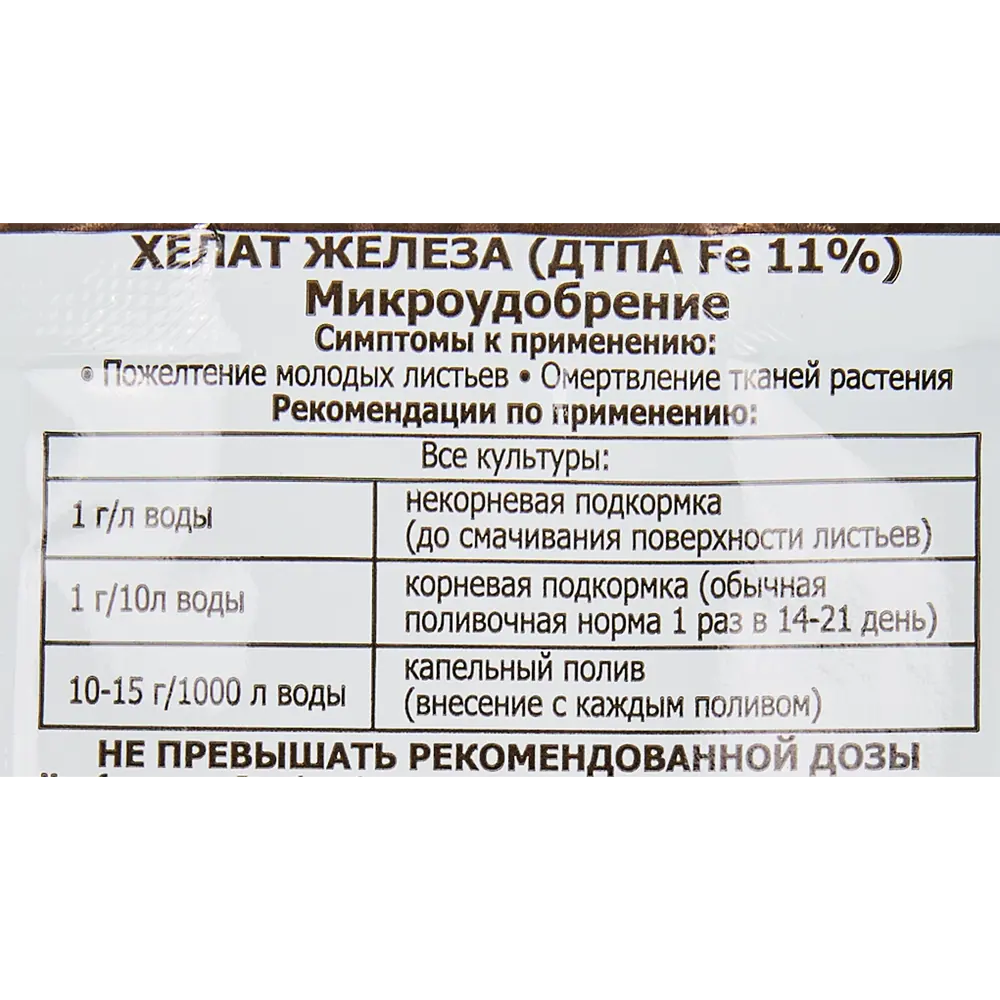 ХЕЛАТ ЖЕЛЕЗА (ДТПА Fe 11%)
Микроудобрение
Симптомы к применению:
• Пожелтение молодых листьев • Омертвление тканей растения
Рекомендации по применению:
Все культуры:
1 г/л воды
некорневая подкормка
(до смачивания поверхности листьев)
1 г/10л воды
корневая подкормка (обычная
поливочная норма 1 раз в 14-21 день)
10-15 г/1000 л воды
капельный полив
(внесение с каждым поливом)
НЕ ПРЕВЫШАТЬ РЕКОМЕНДОВАННОЙ ДОЗЫ